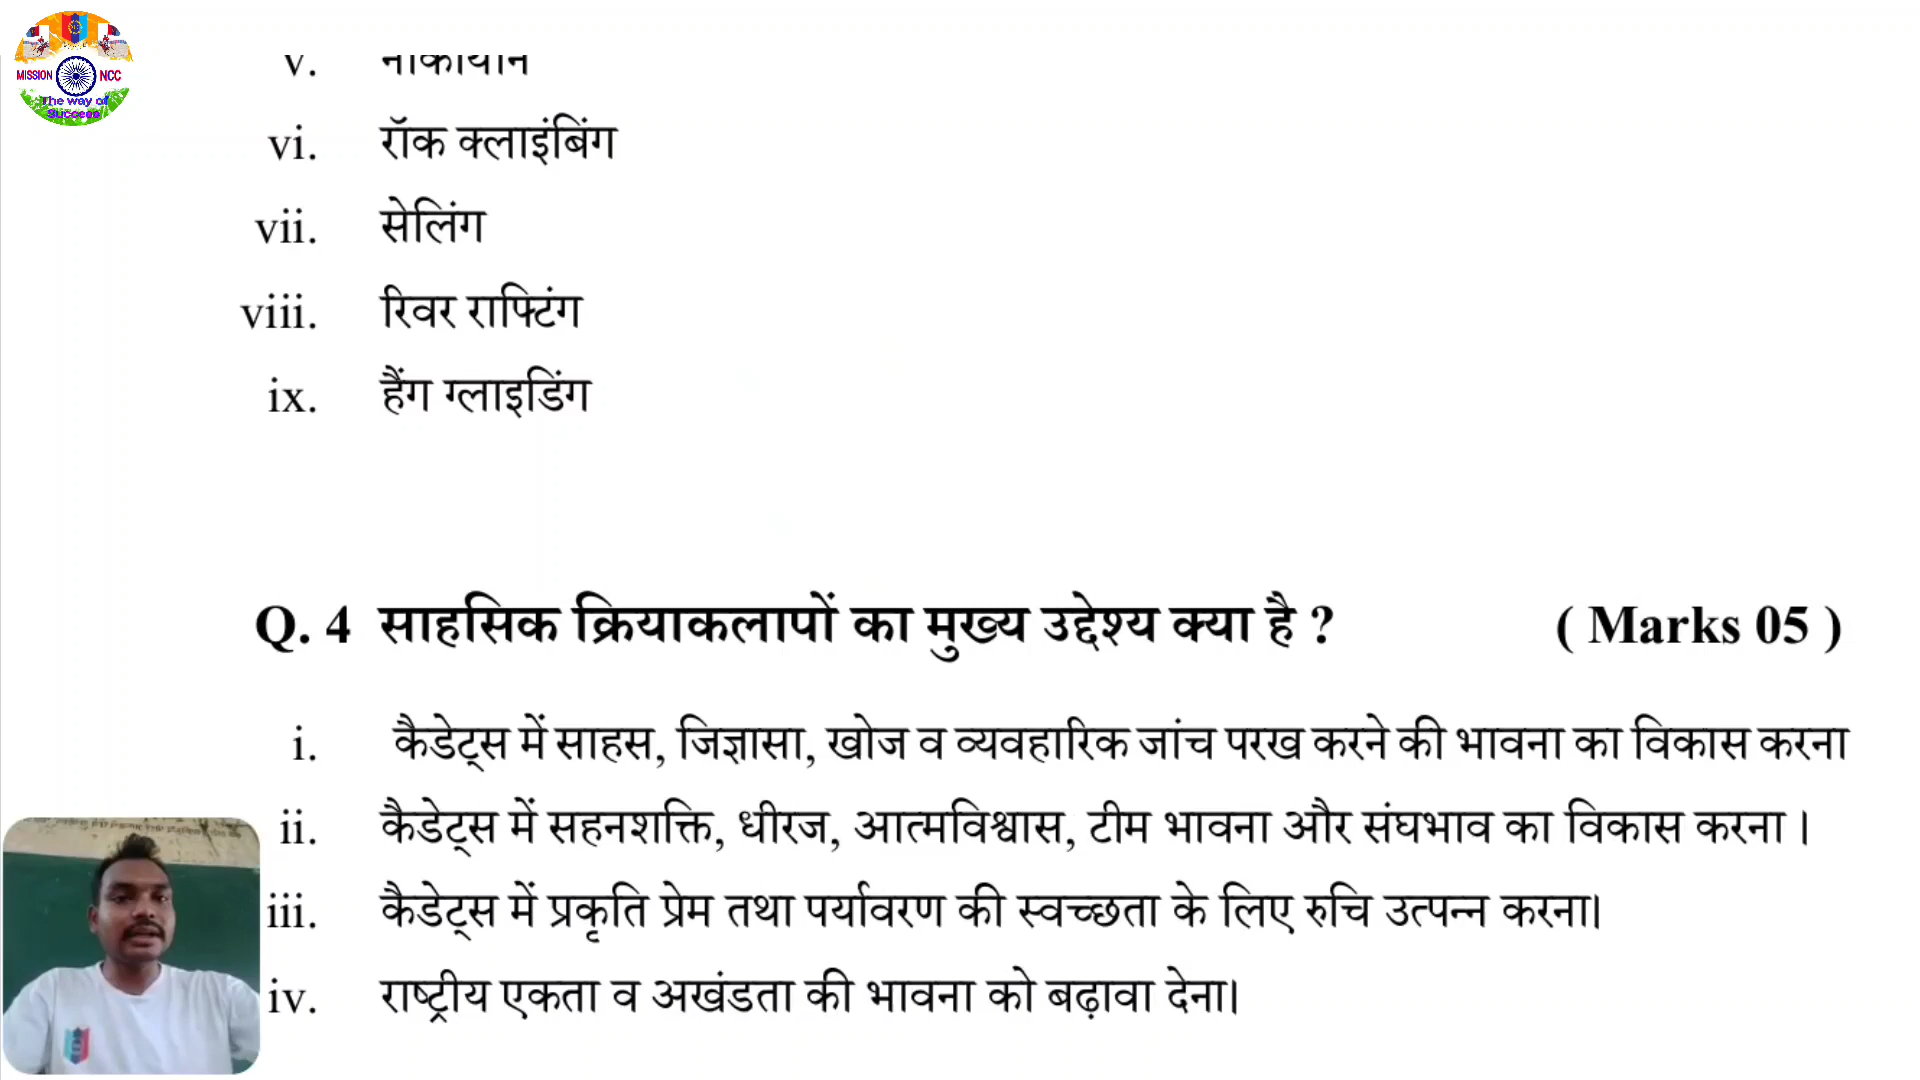 MISSION NCC
The way of
Success
v. नौकायान
vi. रॉक क्लाइंबिंग
vii. सेलिंग
viii. रिवर राफ्टिंग
ix. हैंग ग्लाइडिंग
Q. 4 साहसिक क्रियाकलापों का मुख्य उद्देश्य क्या है ? ( Marks 05 )
i. कैडेट्स में साहस, जिज्ञासा, खोज व व्यवहारिक जांच परख करने की भावना का विकास करना
ii. कैडेट्स में सहनशक्ति, धीरज, आत्मविश्वास, टीम भावना और संघभाव का विकास करना ।
iii. कैडेट्स में प्रकृति प्रेम तथा पर्यावरण की स्वच्छता के लिए रुचि उत्पन्न करना।
iv. राष्ट्रीय एकता व अखंडता की भावना को बढ़ावा देना।